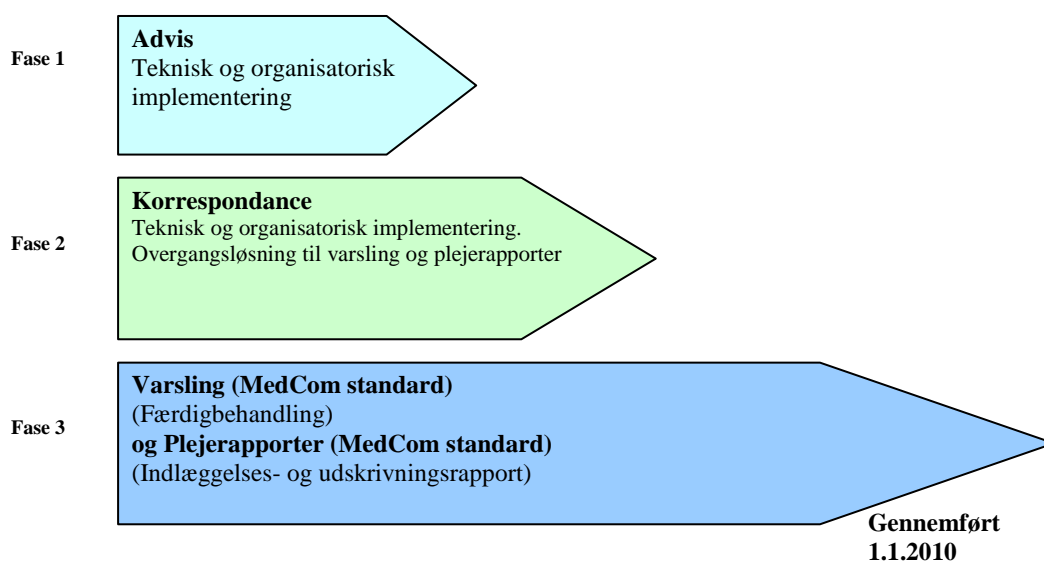 Fase 1
Advis
Teknisk og organisatorisk
implementering
Fase 2
Korrespondance
Teknisk og organisatorisk implementering.
Overgangsløsning til varsling og plejerapporter
Fase 3
Varsling (MedCom standard)
(Færdigbehandling)
og Plejerapporter (MedCom standard)
(Indlæggelses- og udskrivningsrapport)
Gennemført
1.1.2010